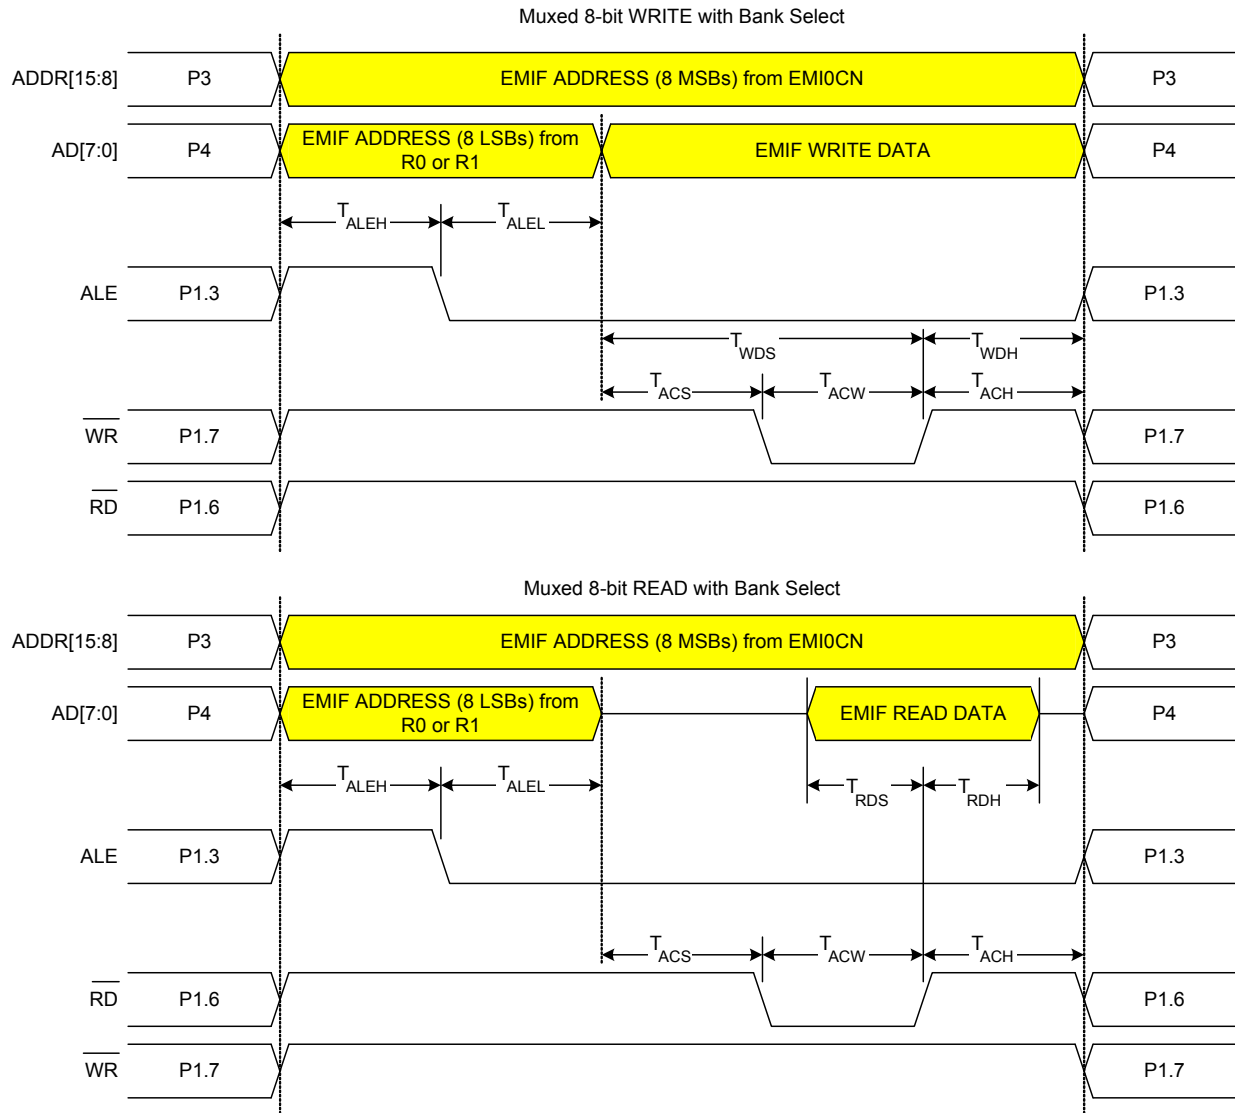 Muxed 8-bit WRITE with Bank Select
ADDR[15:8] P3 EMIF ADDRESS (8 MSBs) from EMI0CN P3
AD[7:0] P4 EMIF ADDRESS (8 LSBs) from
R0 or R1 EMIF WRITE DATA P4
TALEH TALEL
ALE P1.3 P1.3
TWDS TWDH
TACS TACW TACH
WR P1.7 P1.7
RD P1.6 P1.6
Muxed 8-bit READ with Bank Select
ADDR[15:8] P3 EMIF ADDRESS (8 MSBs) from EMI0CN P3
AD[7:0] P4 EMIF ADDRESS (8 LSBs) from
R0 or R1 EMIF READ DATA P4
TALEH TALEL TRDS TRDH
ALE P1.3 P1.3
TACS TACW TACH
RD P1.6 P1.6
WR P1.7 P1.7